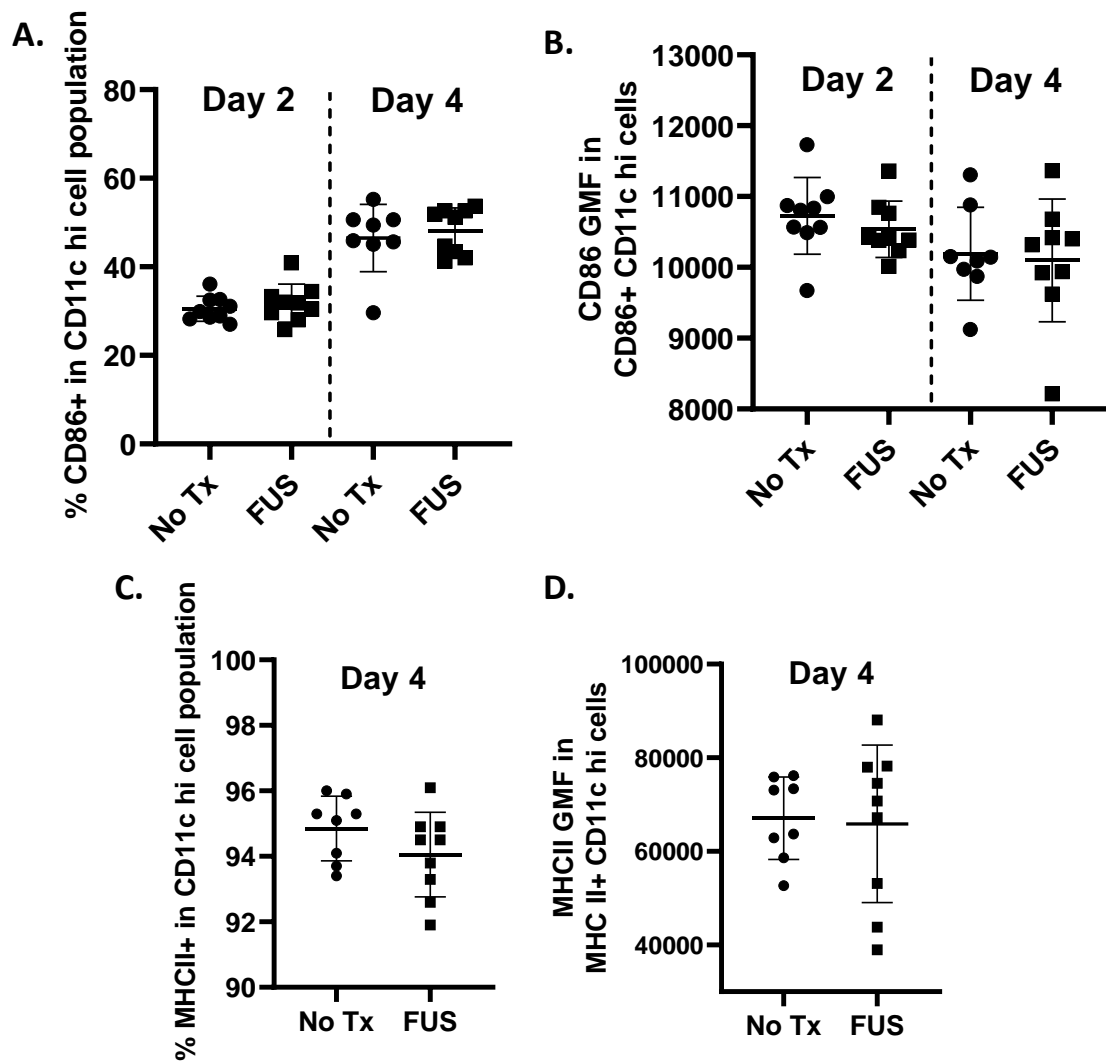 A.
% CD86+ in CD11c hi cell population
80
60
40
20
0
Day 2
Day 4
No Tx
FUS
No Tx
FUS
B.
CD86 GMF in
CD86+ CD11c hi cells
13000
12000
11000
10000
9000
8000
Day 2
Day 4
No Tx
FUS
No Tx
FUS
C.
% MHCII+ in CD11c hi cell population
100
98
96
94
92
90
Day 4
No Tx
FUS
D.
MHCII GMF in
MHC II+ CD11c hi cells
100000
80000
60000
40000
Day 4
No Tx
FUS